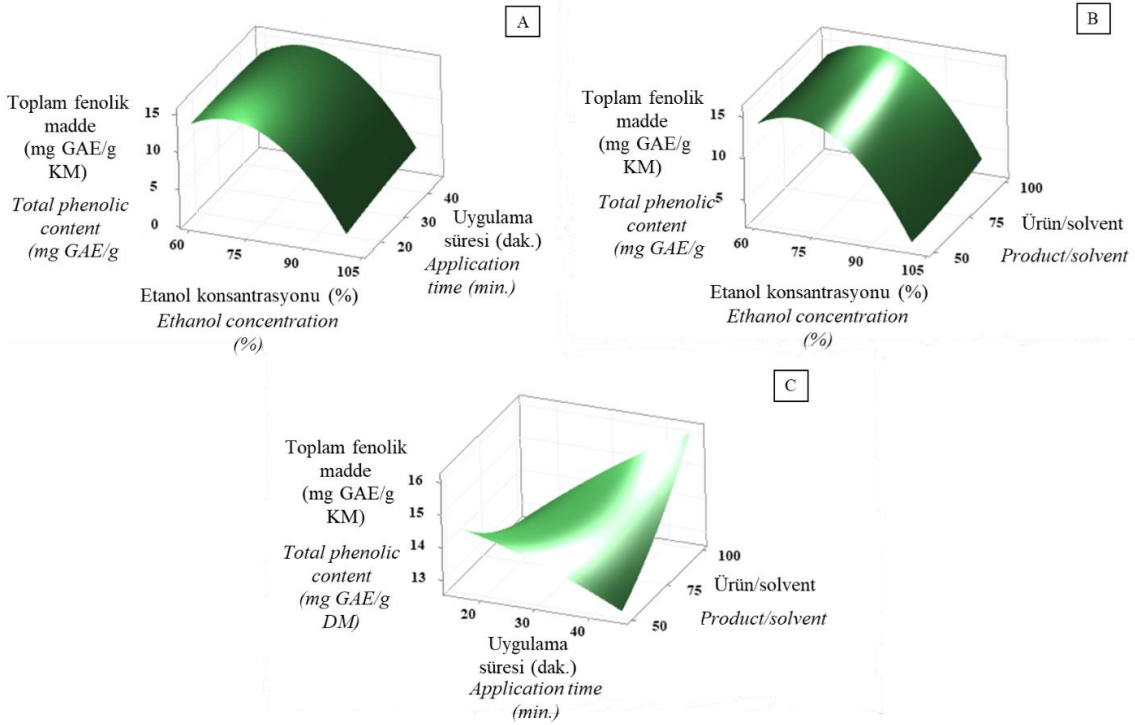 A
Toplam fenolik
madde
(mg GAE/g
KM)
Total phenolic
content
(mg GAE/g
15
10
5
0
60
75
90
105
20
30
40
Uygulama
süresi (dak.)
Application
time (min.)
Etanol konsantrasyonu (%)
Ethanol concentration
(%)
B
Toplam fenolik
madde
(mg GAE/g
KM)
Total phenolic
content
(mg GAE/g
15
10
5
60
75
90
105
50
75
100
Ürün/solvent
Product/solvent
Etanol konsantrasyonu (%)
Ethanol concentration
(%)
C
Toplam fenolik
madde
(mg GAE/g
KM)
Total phenolic
content
(mg GAE/g
DM)
16
15
14
13
20
30
40
50
75
100
Ürün/solvent
Product/solvent
Uygulama
süresi (dak.)
Application time
(min.)